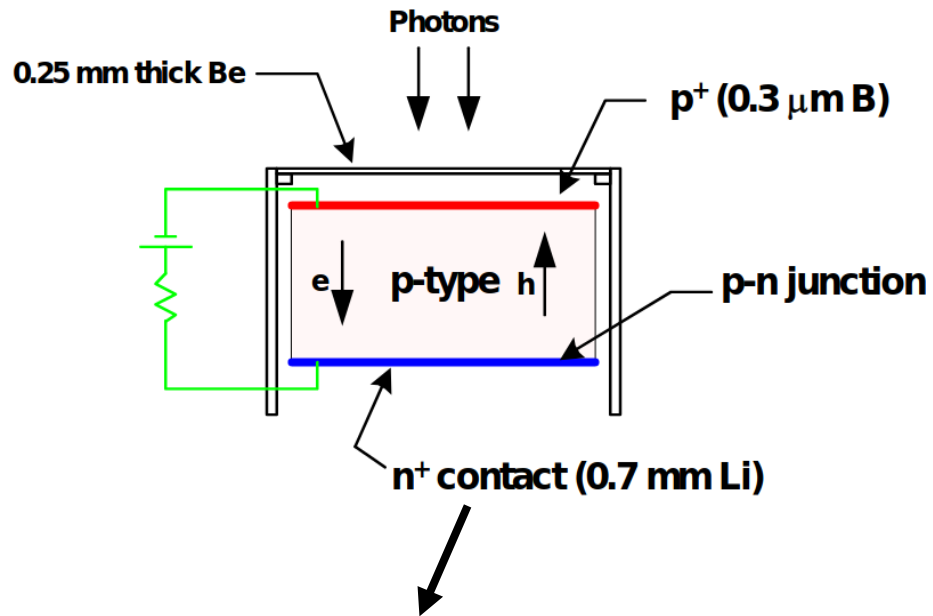 Photons
0.25 mm thick Be
p⁺ (0.3 μm B)
e
p-type
h
p-n junction
n⁺ contact (0.7 mm Li)